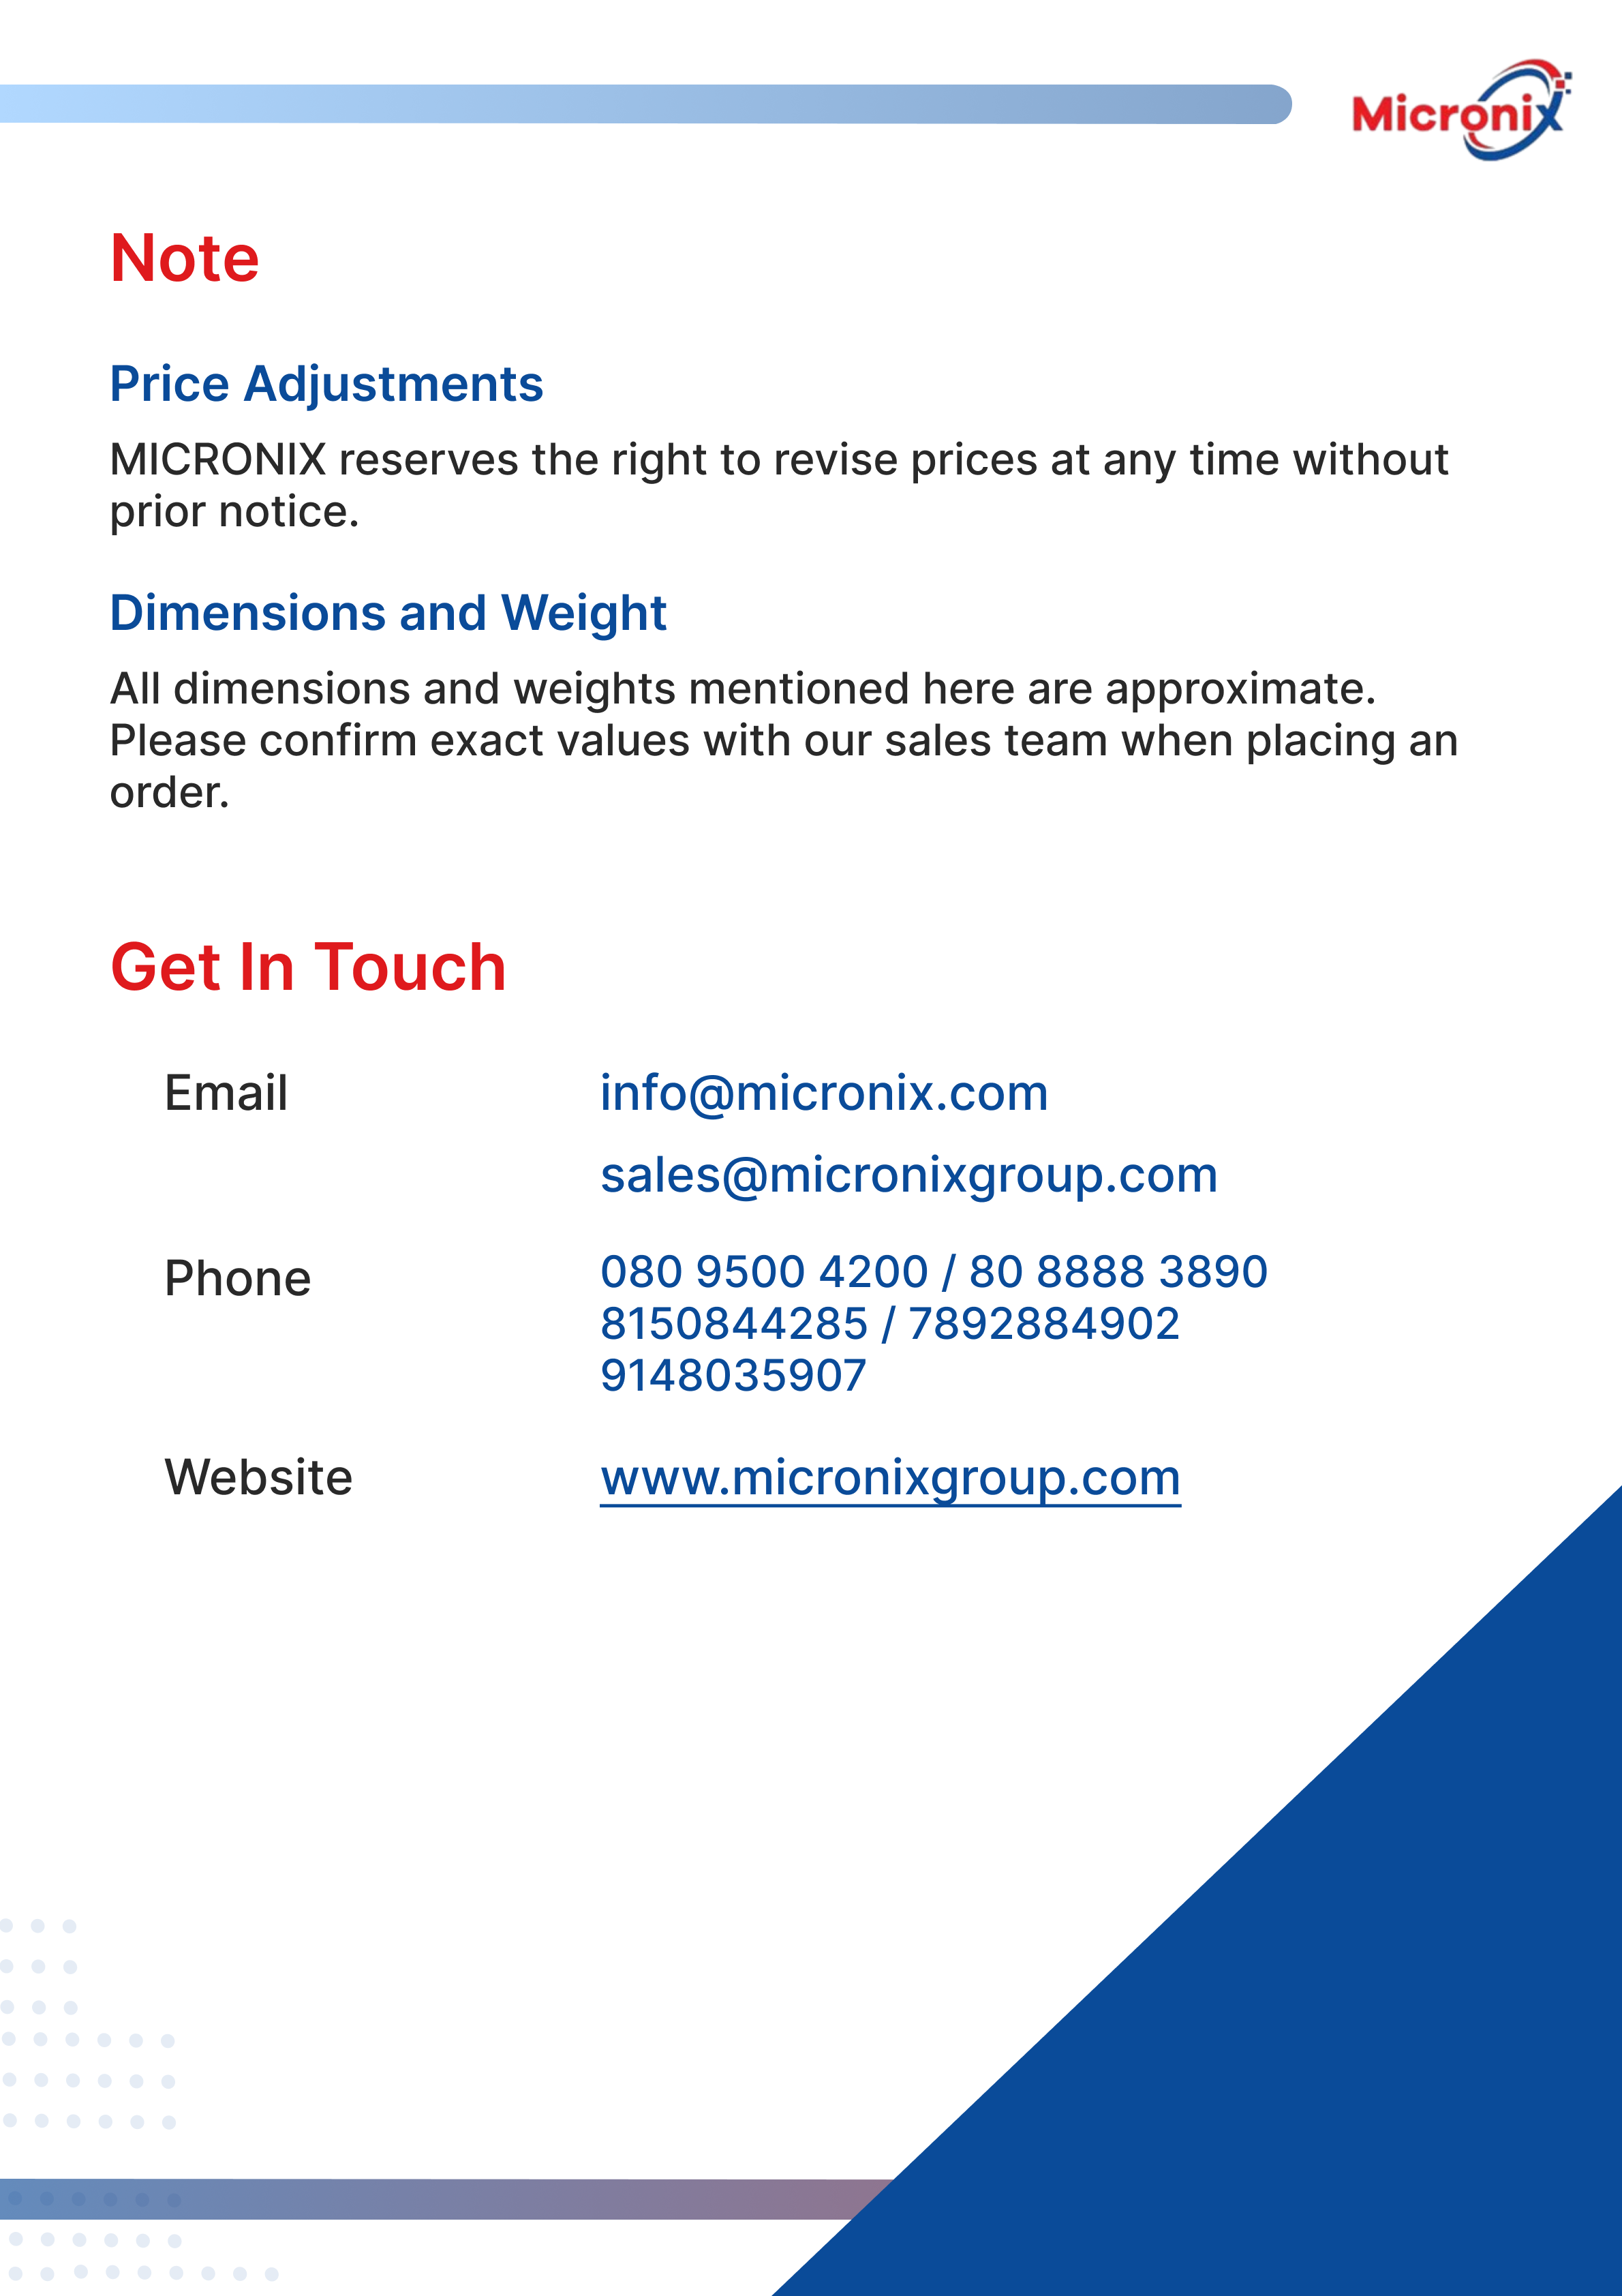 Micronix
Note
Price Adjustments
MICRONIX reserves the right to revise prices at any time without
prior notice.
Dimensions and Weight
All dimensions and weights mentioned here are approximate.
Please confirm exact values with our sales team when placing an
order.
Get In Touch
Email
info@micronix.com
sales@micronixgroup.com
Phone
080 9500 4200 / 80 8888 3890
8150844285 / 7892884902
9148035907
Website
www.micronixgroup.com